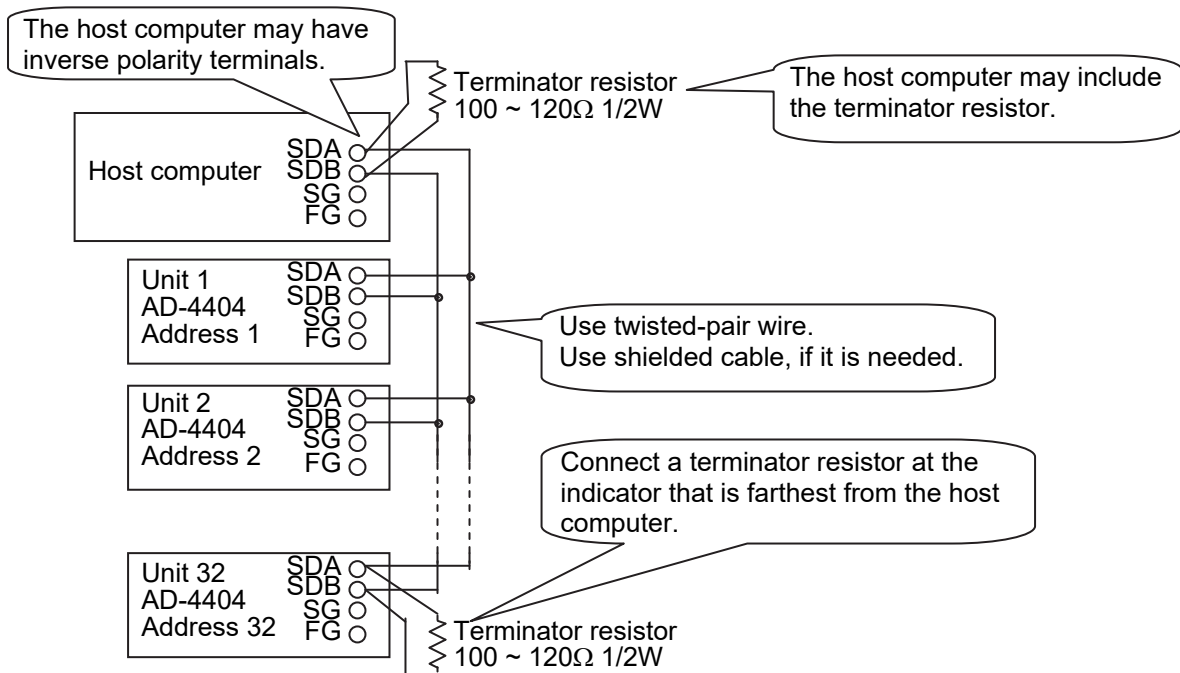 The host computer may have
inverse polarity terminals.
Terminator resistor
100 ~ 120Ω 1/2W
The host computer may include
the terminator resistor.
Host computer
SDA
SDB
SG
FG
Unit 1
AD-4404
Address 1
SDA
SDB
SG
FG
Use twisted-pair wire.
Use shielded cable, if it is needed.
Unit 2
AD-4404
Address 2
SDA
SDB
SG
FG
Connect a terminator resistor at the
indicator that is farthest from the host
computer.
Unit 32
AD-4404
Address 32
SDA
SDB
SG
FG
Terminator resistor
100 ~ 120Ω 1/2W